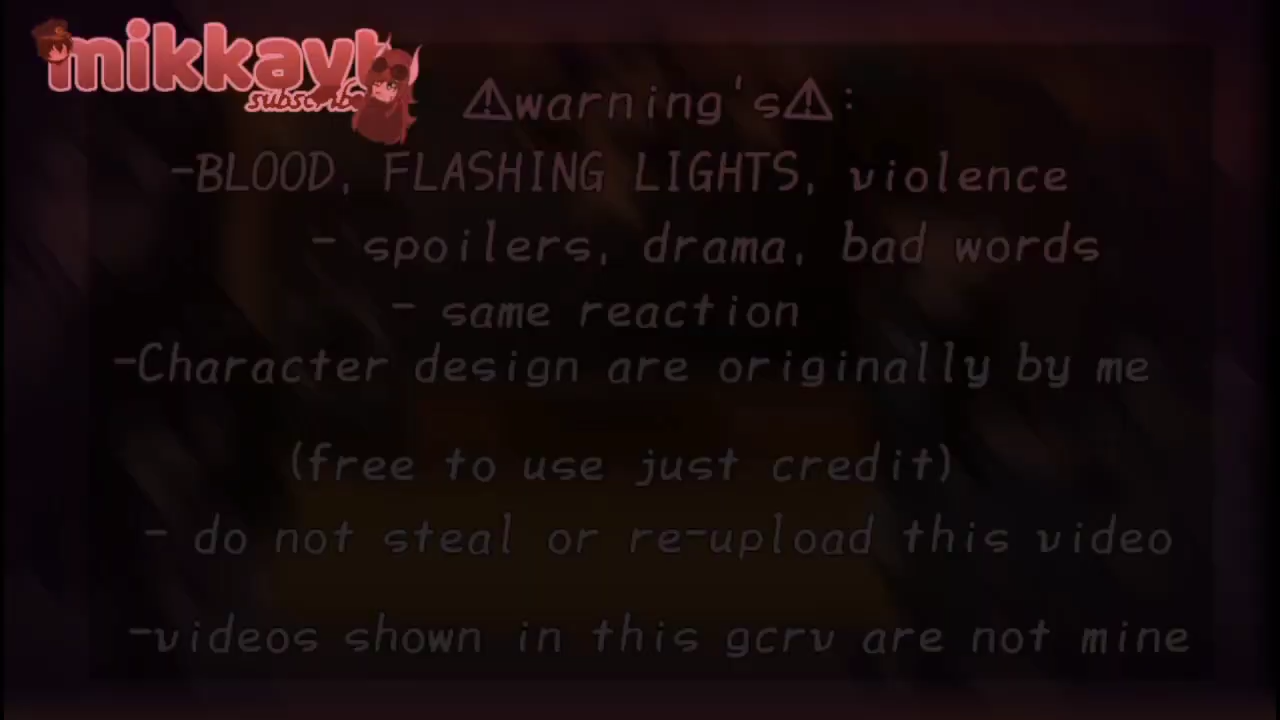 mikkayt
subscribe
⚠warning's⚠:
-BLOOD, FLASHING LIGHTS, violence
- spoilers, drama, bad words
- same reaction
-Character design are originally by me
(free to use just credit)
- do not steal or re-upload this video
-videos shown in this gcrv are not mine